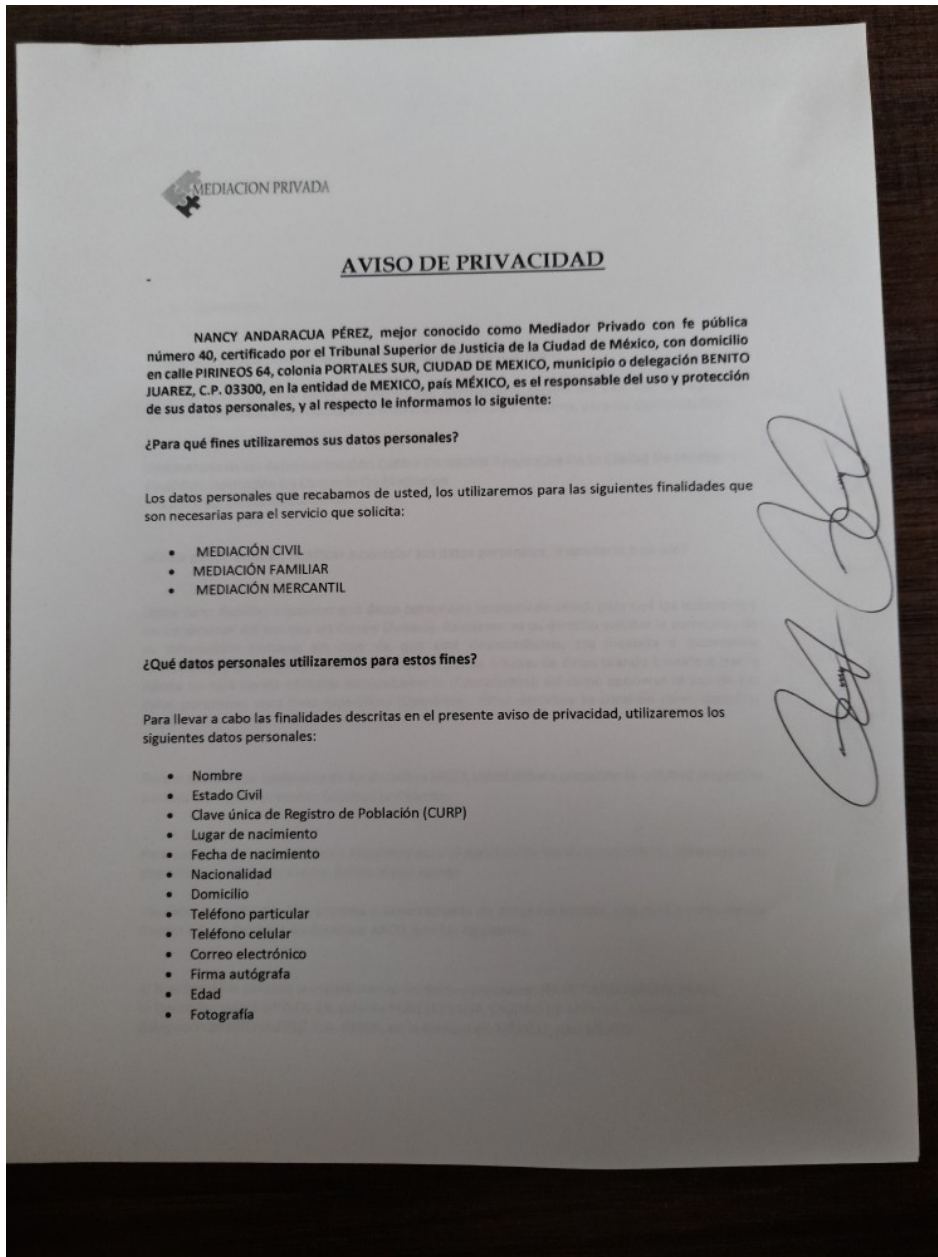 MEDIACION PRIVADA
AVISO DE PRIVACIDAD
NANCY ANDARACUA PÉREZ, mejor conocido como Mediador Privado con fe pública
número 40, certificado por el Tribunal Superior de Justicia de la Ciudad de México, con domicilio
en calle PIRINEOS 64, colonia PORTALES SUR, CIUDAD DE MEXICO, municipio o delegación BENITO
JUAREZ, C.P. 03300, en la entidad de MEXICO, país MÉXICO, es el responsable del uso y protección
de sus datos personales, y al respecto le informamos lo siguiente:
¿Para qué fines utilizaremos sus datos personales?
Los datos personales que recabamos de usted, los utilizaremos para las siguientes finalidades que
son necesarias para el servicio que solicita:
• MEDIACIÓN CIVIL
• MEDIACIÓN FAMILIAR
• MEDIACIÓN MERCANTIL
¿Qué datos personales utilizaremos para estos fines?
Para llevar a cabo las finalidades descritas en el presente aviso de privacidad, utilizaremos los
siguientes datos personales:
• Nombre
• Estado Civil
• Clave única de Registro de Población (CURP)
• Lugar de nacimiento
• Fecha de nacimiento
• Nacionalidad
• Domicilio
• Teléfono particular
• Teléfono celular
• Correo electrónico
• Firma autógrafa
• Edad
• Fotografía